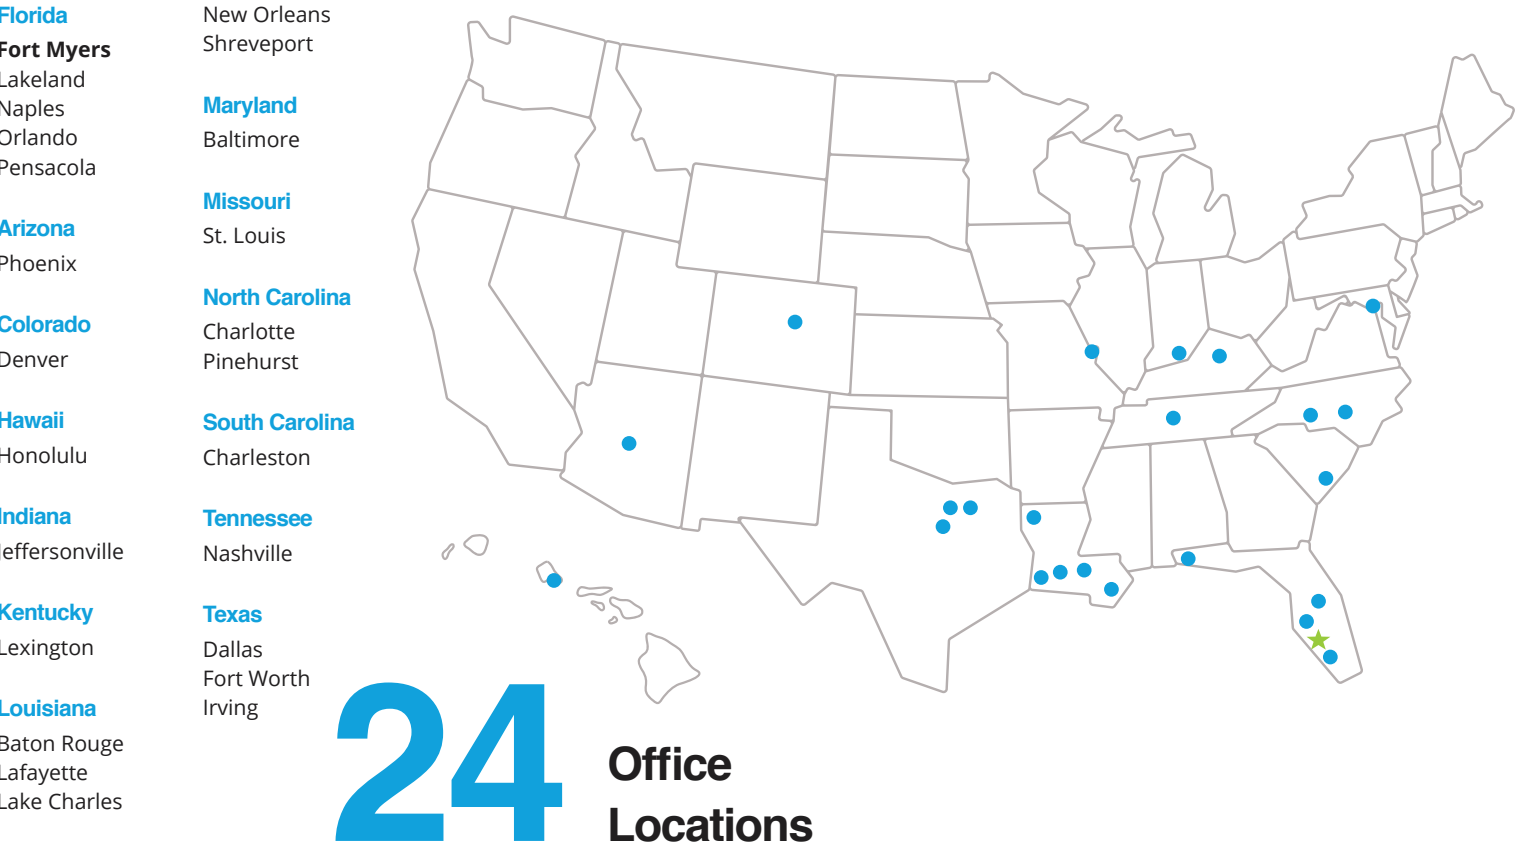 Florida
Fort Myers
Lakeland
Naples
Orlando
Pensacola
Arizona
Phoenix
Colorado
Denver
Hawaii
Honolulu
Indiana
Jeffersonville
Kentucky
Lexington
Louisiana
Baton Rouge
Lafayette
Lake Charles
New Orleans
Shreveport
Maryland
Baltimore
Missouri
St. Louis
North Carolina
Charlotte
Pinehurst
South Carolina
Charleston
Tennessee
Nashville
Texas
Dallas
Fort Worth
Irving
24
Office
Locations